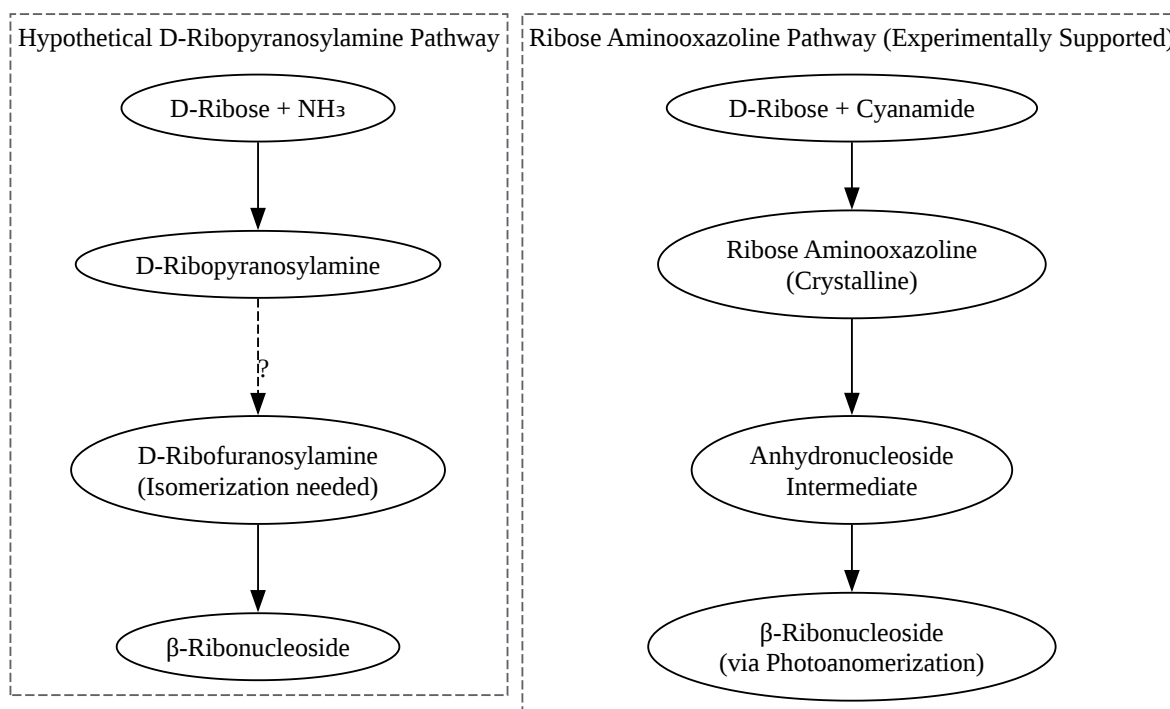 Hypothetical D-Ribopyranosylamine Pathway
D-Ribose + NH₃
D-Ribopyranosylamine
?
D-Ribofuranosylamine
(Isomerization needed)
β-Ribonucleoside
Ribose Aminooxazoline Pathway (Experimentally Supported)
D-Ribose + Cyanamide
Ribose Aminooxazoline
(Crystalline)
Anhydronucleoside
Intermediate
β-Ribonucleoside
(via Photoanomerization)